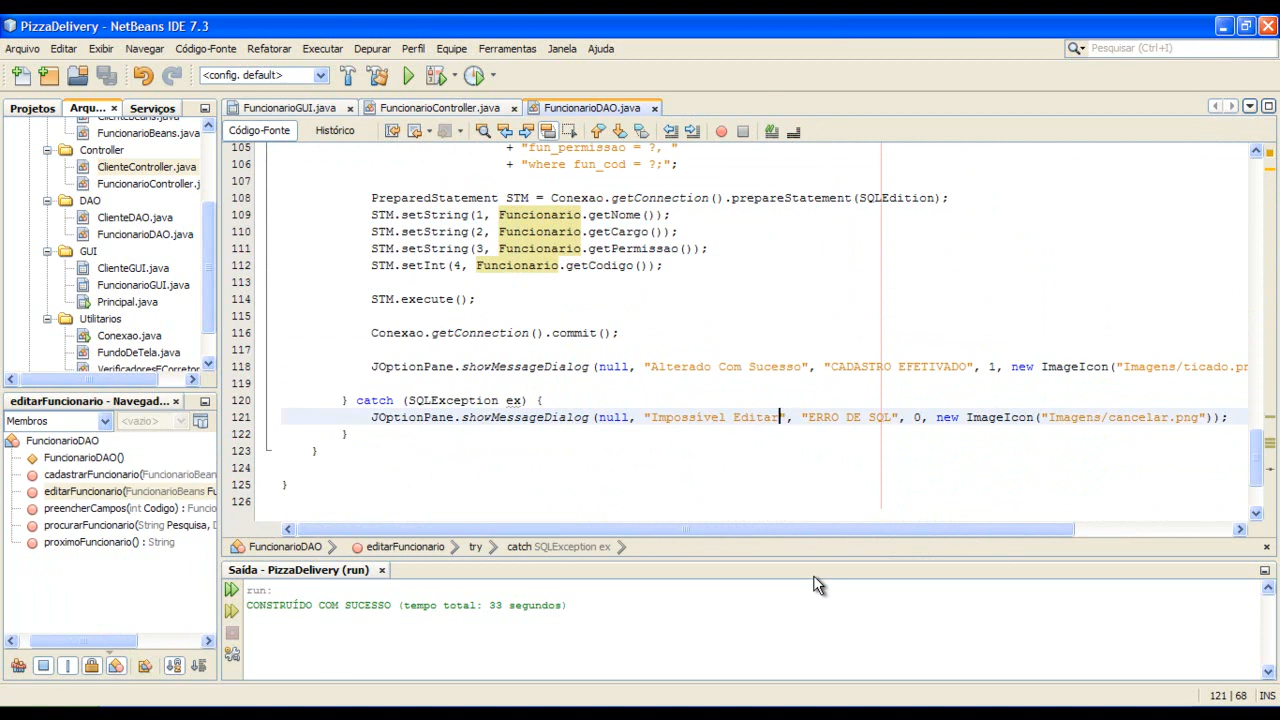 PizzaDelivery - NetBeans IDE 7.3
Arquivo Editar Exibir Navegar Código-Fonte Refatorar Executar Depurar Perfil Equipe Ferramentas Janela Ajuda
Pesquisar (Ctrl+I)
<config. default>
Projetos Arqu... Serviços
FuncionarioGUI.java FuncionarioController.java FuncionarioDAO.java
Código-Fonte Histórico
ClienteBeans.java
FuncionarioBeans.java
Controller
ClienteController.java
FuncionarioController.j
DAO
ClienteDAO.java
FuncionarioDAO.java
GUI
ClienteGUI.java
FuncionarioGUI.java
Principal.java
Utilitarios
Conexao.java
FundoDeTela.java
VerificadoresECorretor
105 + "fun_permissao = ?, "
106 + "where fun_cod = ?;";
107
108 PreparedStatement STM = Conexao.getConnection().prepareStatement(SQLEdition);
109 STM.setString(1, Funcionario.getNome());
110 STM.setString(2, Funcionario.getCargo());
111 STM.setString(3, Funcionario.getPermissao());
112 STM.setInt(4, Funcionario.getCodigo());
113
114 STM.execute();
115
116 Conexao.getConnection().commit();
117
118 JOptionPane.showMessageDialog(null, "Alterado Com Sucesso", "CADASTRO EFETIVADO", 1, new ImageIcon("Imagens/ticado.pn
119
120 } catch (SQLException ex) {
121 JOptionPane.showMessageDialog(null, "Impossível Editar", "ERRO DE SQL", 0, new ImageIcon("Imagens/cancelar.png"));
122 }
123 }
124
125 }
126
editarFuncionario - Navegad...
Membros <vazio>
FuncionarioDAO
FuncionarioDAO()
cadastrarFuncionario(FuncionarioBean
editarFuncionario(FuncionarioBeans Fu
preencherCampos(int Codigo) : Funcio
procurarFuncionario(String Pesquisa, D
proximoFuncionario() : String
FuncionarioDAO editarFuncionario try catch SQLException ex
Saída - PizzaDelivery (run)
run:
CONSTRUÍDO COM SUCESSO (tempo total: 33 segundos)
121 | 68 INS